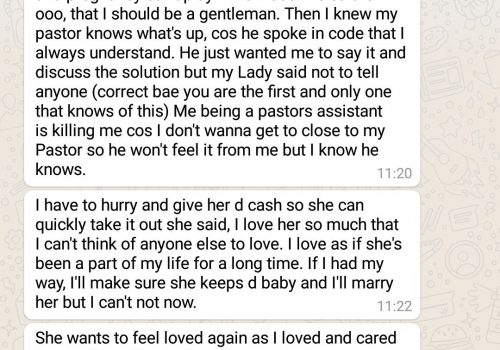 ooo, that I should be a gentleman. Then I knew my
pastor knows what's up, cos he spoke in code that I
always understand. He just wanted me to say it and
discuss the solution but my Lady said not to tell
anyone (correct bae you are the first and only one
that knows of this) Me being a pastors assistant
is killing me cos I don't wanna get to close to my
Pastor so he won't feel it from me but I know he
knows.
11:20
I have to hurry and give her d cash so she can
quickly take it out she said, I love her so much that
I can't think of anyone else to love. I love as if she's
been a part of my life for a long time. If I had my
way, I'll make sure she keeps d baby and I'll marry
her but I can't not now.
11:22
She wants to feel loved again as I loved and cared